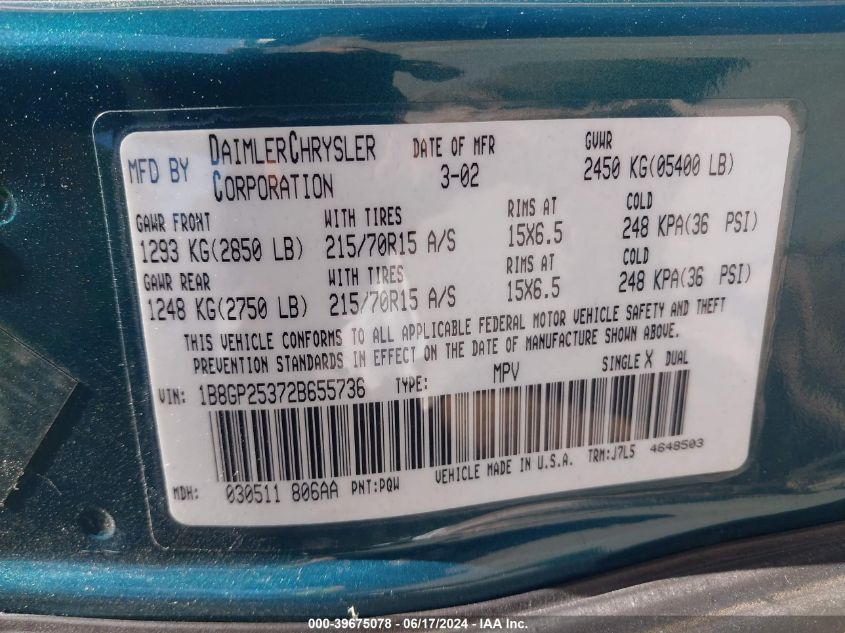 MFD BY DAIMLERCHRYSLER CORPORATION DATE OF MFR 3-02 GVWR 2450 KG(05400 LB)
GAWR FRONT WITH TIRES RIMS AT COLD
1293 KG(2850 LB) 215/70R15 A/S 15X6.5 248 KPA(36 PSI)
GAWR REAR WITH TIRES RIMS AT COLD
1248 KG(2750 LB) 215/70R15 A/S 15X6.5 248 KPA(36 PSI)
THIS VEHICLE CONFORMS TO ALL APPLICABLE FEDERAL MOTOR VEHICLE SAFETY AND THEFT
PREVENTION STANDARDS IN EFFECT ON THE DATE OF MANUFACTURE SHOWN ABOVE.
VIN: 1B8GP25372B655736 TYPE: MPV SINGLE X DUAL
MDH: 030511 806AA PNT:PQW VEHICLE MADE IN U.S.A. TRM:J7L5 4648503
000-39675078 - 06/17/2024 - IAA Inc.